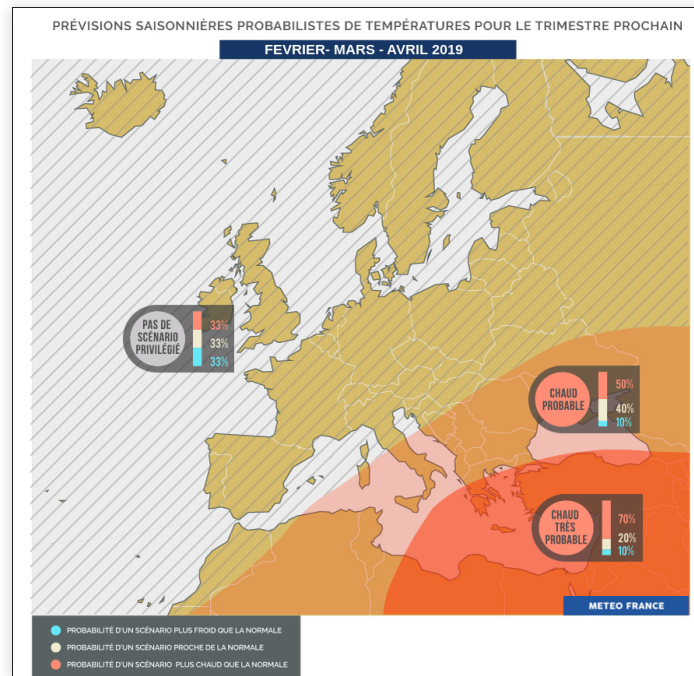 PRÉVISIONS SAISONNIÈRES PROBABILISTES DE TEMPÉRATURES POUR LE TRIMESTRE PROCHAIN
FEVRIER- MARS - AVRIL 2019
PAS DE
SCÉNARIO
PRIVILÉGIÉ
33%
33%
33%
CHAUD
PROBABLE
50%
40%
10%
CHAUD
TRÈS
PROBABLE
70%
20%
10%
METEO FRANCE
PROBABILITÉ D'UN SCÉNARIO PLUS FROID QUE LA NORMALE
PROBABILITÉ D'UN SCÉNARIO PROCHE DE LA NORMALE
PROBABILITÉ D'UN SCÉNARIO PLUS CHAUD QUE LA NORMALE